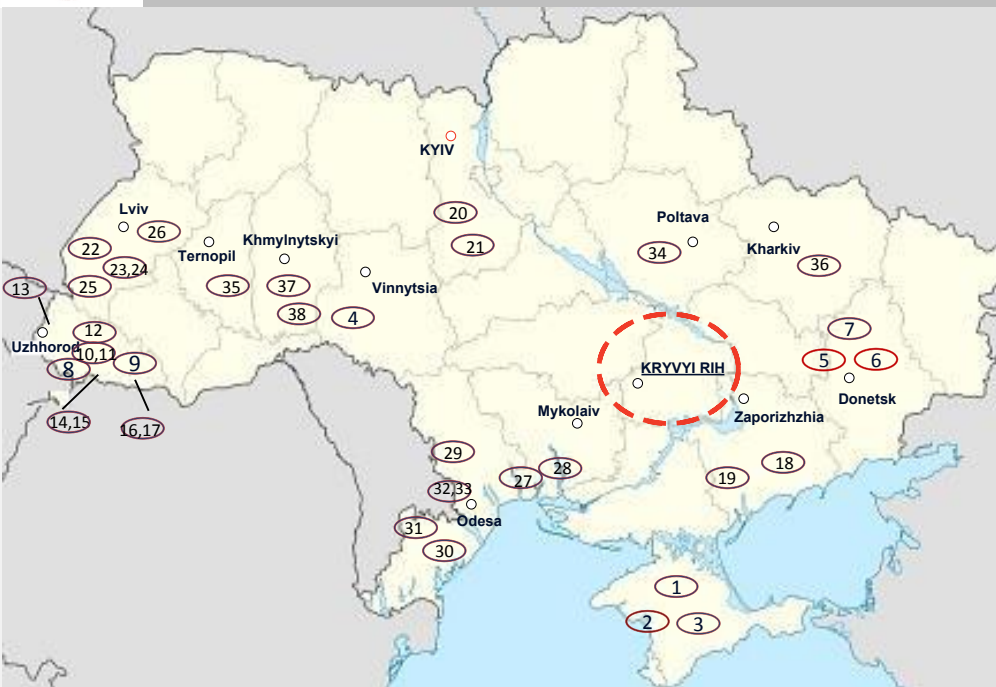 KYIV
20
21
Lviv
26
22
23,24
25
Ternopil
Khmylnytskyi
35
37
38
4
Vinnytsia
Poltava
34
Kharkiv
36
13
12
Uzhhorod
10,11
8
9
14,15
16,17
7
5
6
Donetsk
KRYVYI RIH
Zaporizhzhia
Mykolaiv
18
19
29
28
27
32,33
Odesa
31
30
1
2
3